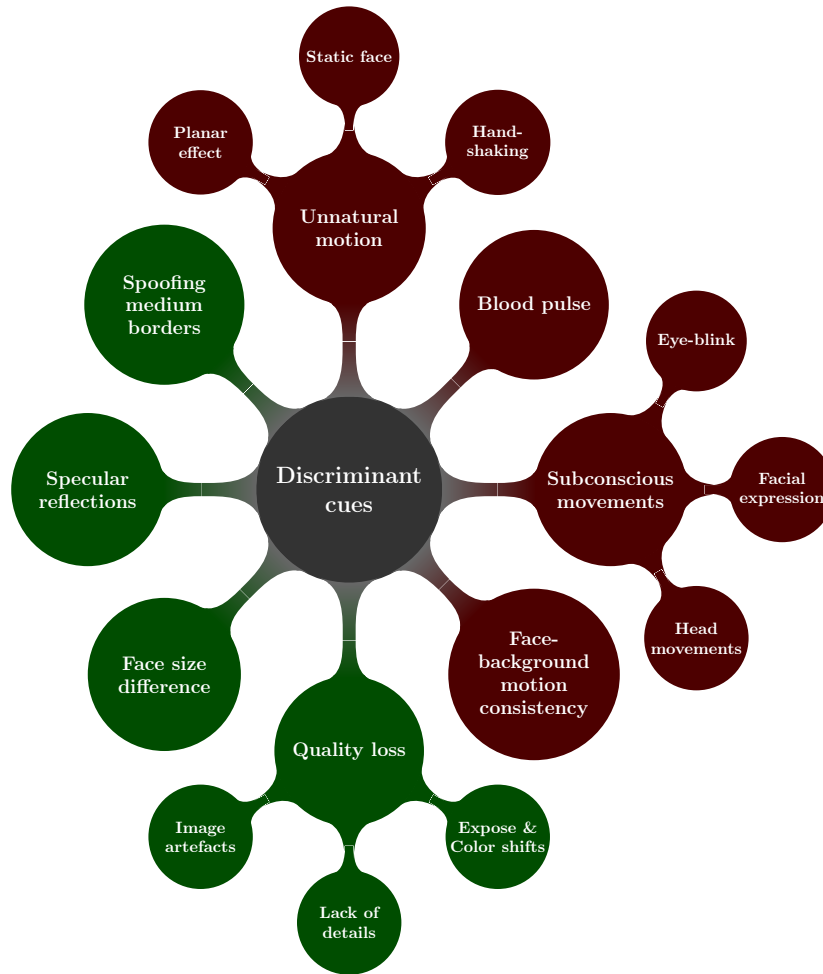 Static face
Planar
effect
Hand-
shaking
Unnatural
motion
Spoofing
medium
borders
Blood pulse
Eye-blink
Specular
reflections
Discriminant
cues
Subconscious
movements
Facial
expression
Face size
difference
Face-
background
motion
consistency
Head
movements
Quality loss
Image
artefacts
Expose &
Color shifts
Lack of
details